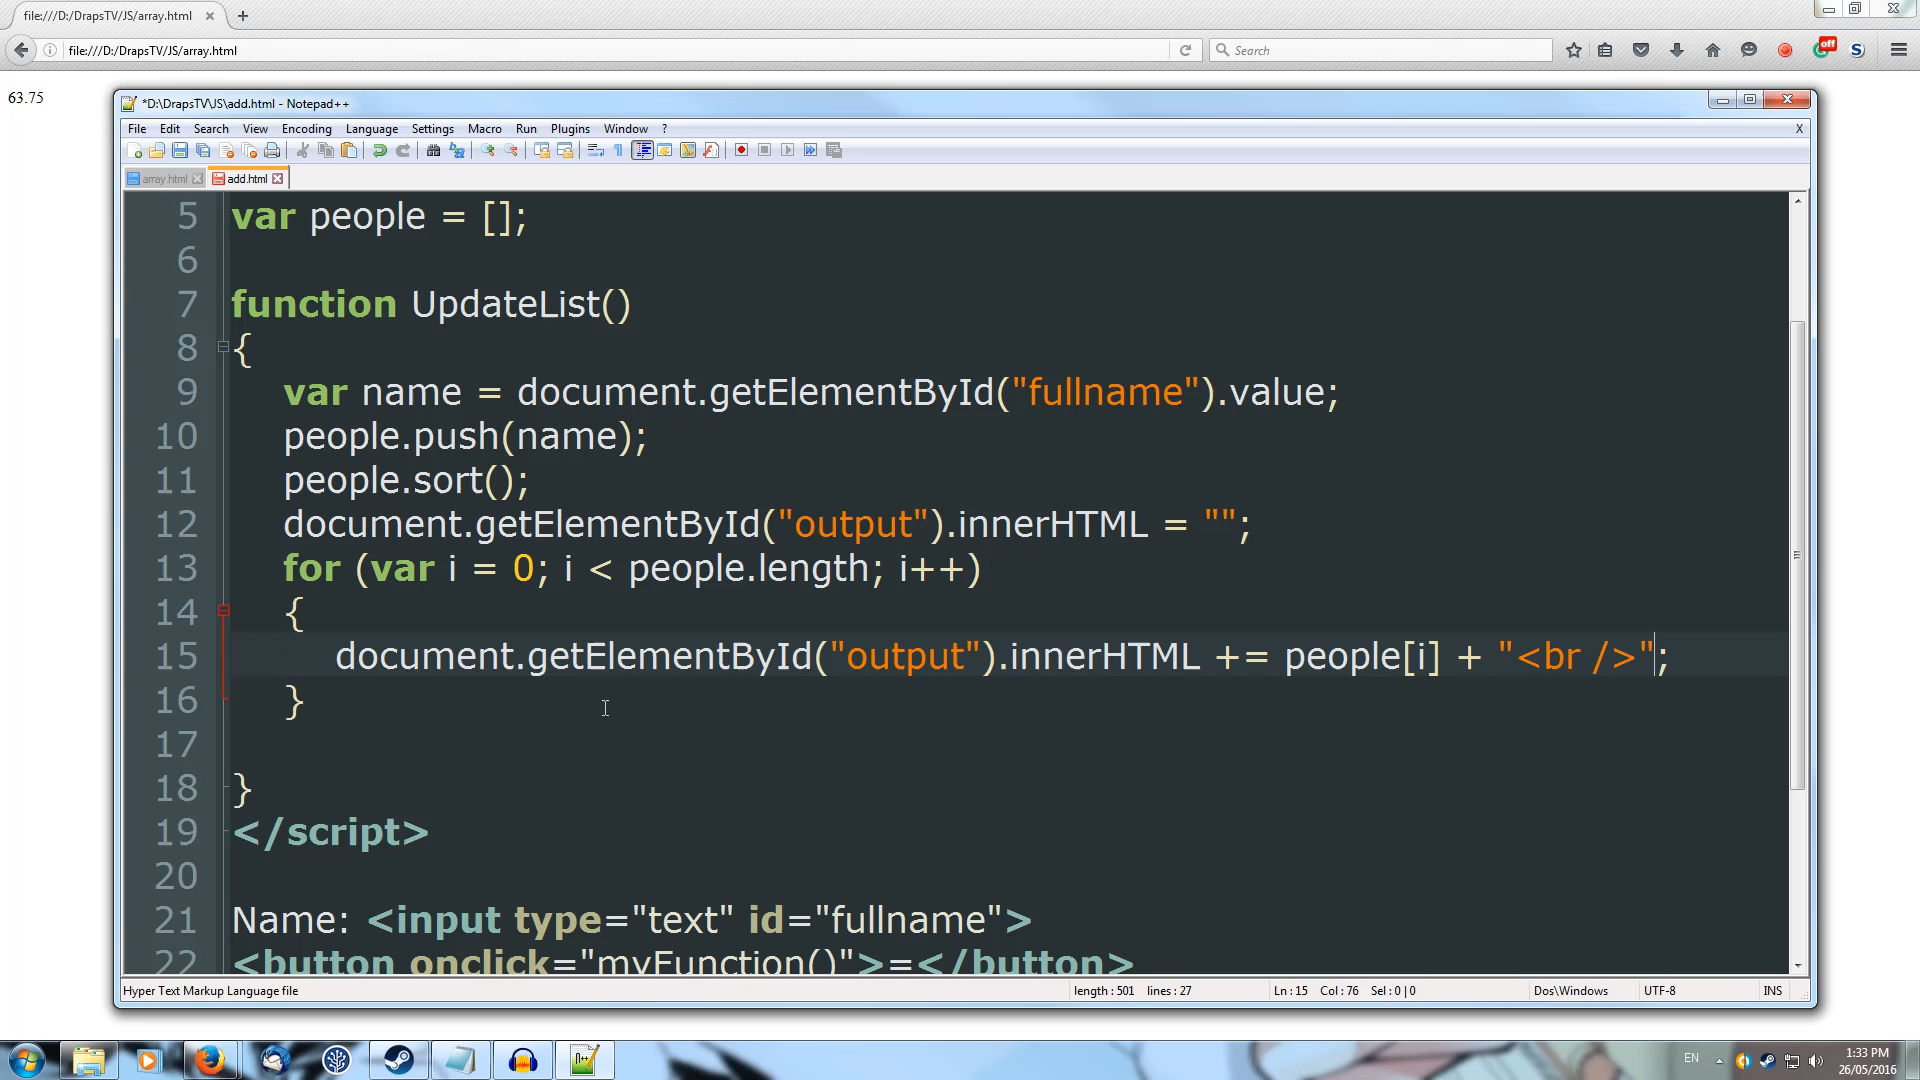 file:///D:/DrapsTV/JS/array.html
file:///D:/DrapsTV/JS/array.html
Search
off
63.75
*D:\DrapsTV\JS\add.html - Notepad++
File Edit Search View Encoding Language Settings Macro Run Plugins Window ? X
array.html add.html
5 var people = [];
6
7 function UpdateList()
8 {
9 var name = document.getElementById("fullname").value;
10 people.push(name);
11 people.sort();
12 document.getElementById("output").innerHTML = "";
13 for (var i = 0; i < people.length; i++)
14 {
15 document.getElementById("output").innerHTML += people[i] + "<br />";
16 }
17
18 }
19 </script>
20
21 Name: <input type="text" id="fullname">
22 <button onclick="myFunction()">=</button>
Hyper Text Markup Language file length : 501 lines : 27 Ln : 15 Col : 76 Sel : 0 | 0 Dos\Windows UTF-8 INS
EN 1:33 PM
26/05/2016